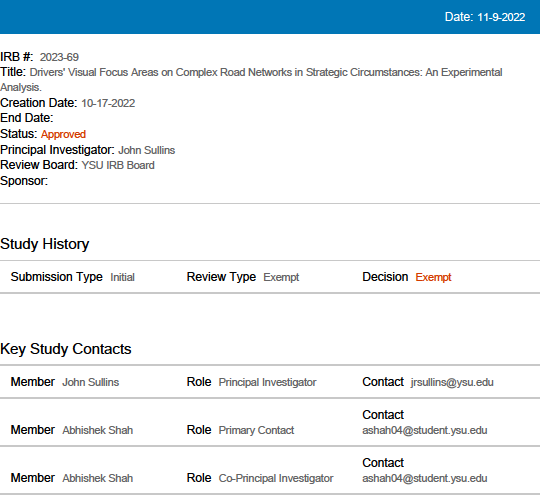 Date: 11-9-2022
IRB #: 2023-69
Title: Drivers' Visual Focus Areas on Complex Road Networks in Strategic Circumstances: An Experimental
Analysis.
Creation Date: 10-17-2022
End Date:
Status: Approved
Principal Investigator: John Sullins
Review Board: YSU IRB Board
Sponsor:
Study History
Submission Type Initial Review Type Exempt Decision Exempt
Key Study Contacts
Member John Sullins Role Principal Investigator Contact jrsullins@ysu.edu
Contact
Member Abhishek Shah Role Primary Contact ashah04@student.ysu.edu
Contact
Member Abhishek Shah Role Co-Principal Investigator ashah04@student.ysu.edu